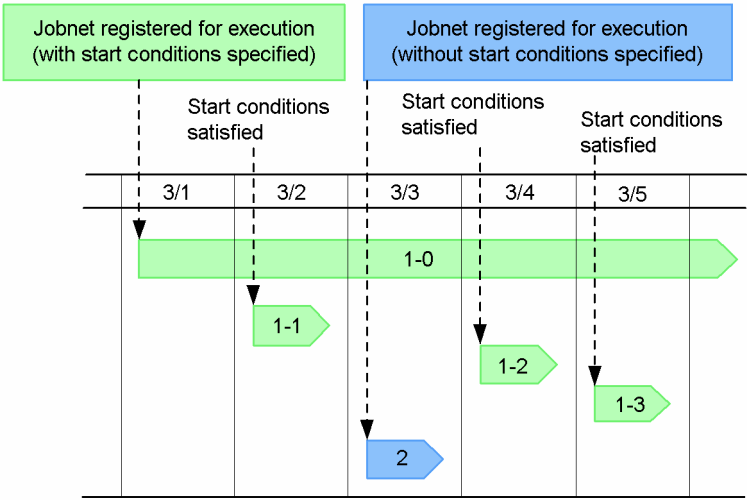 Jobnet registered for execution
(with start conditions specified)
Jobnet registered for execution
(without start conditions specified)
Start conditions
satisfied
Start conditions
satisfied
Start conditions
satisfied
3/1
3/2
3/3
3/4
3/5
1-0
1-1
1-2
1-3
2